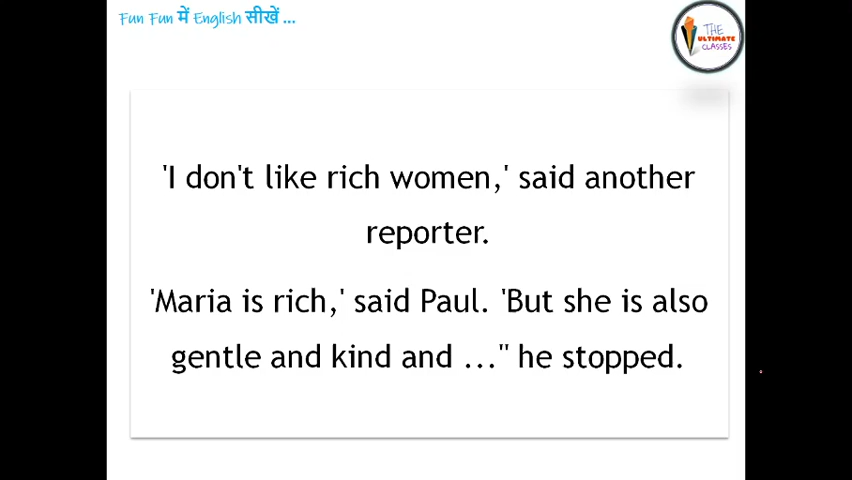 Fun Fun में English सीखें ...
THE
ULTIMATE
CLASSES
'I don't like rich women,' said another
reporter.
'Maria is rich,' said Paul. 'But she is also
gentle and kind and ..." he stopped.